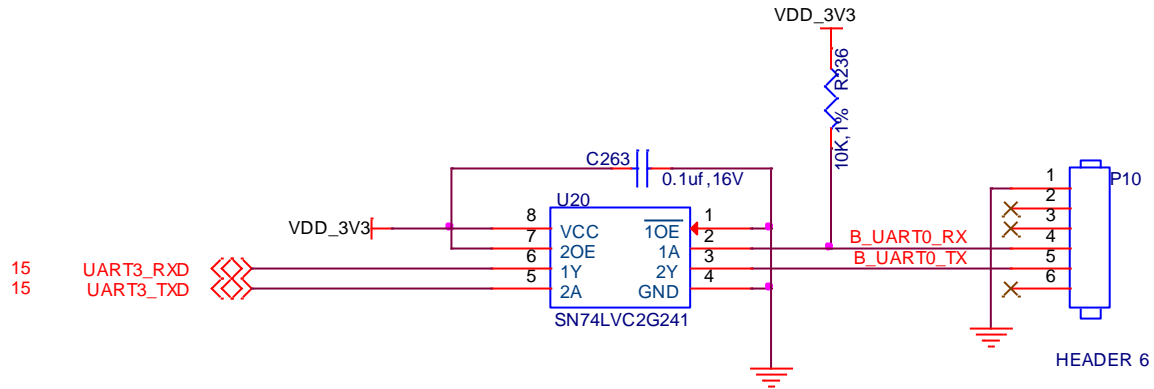 VDD_3V3
R236
10K,1%
C263
0.1uf,16V
1 P10
2
3
4
5
6
U20
VDD_3V3
8 VCC 1OE 1
7 2OE 1A 2 B_UART0_RX
15 UART3_RXD 6 1Y 2Y 3 B_UART0_TX
15 UART3_TXD 5 2A GND 4
SN74LVC2G241
HEADER 6